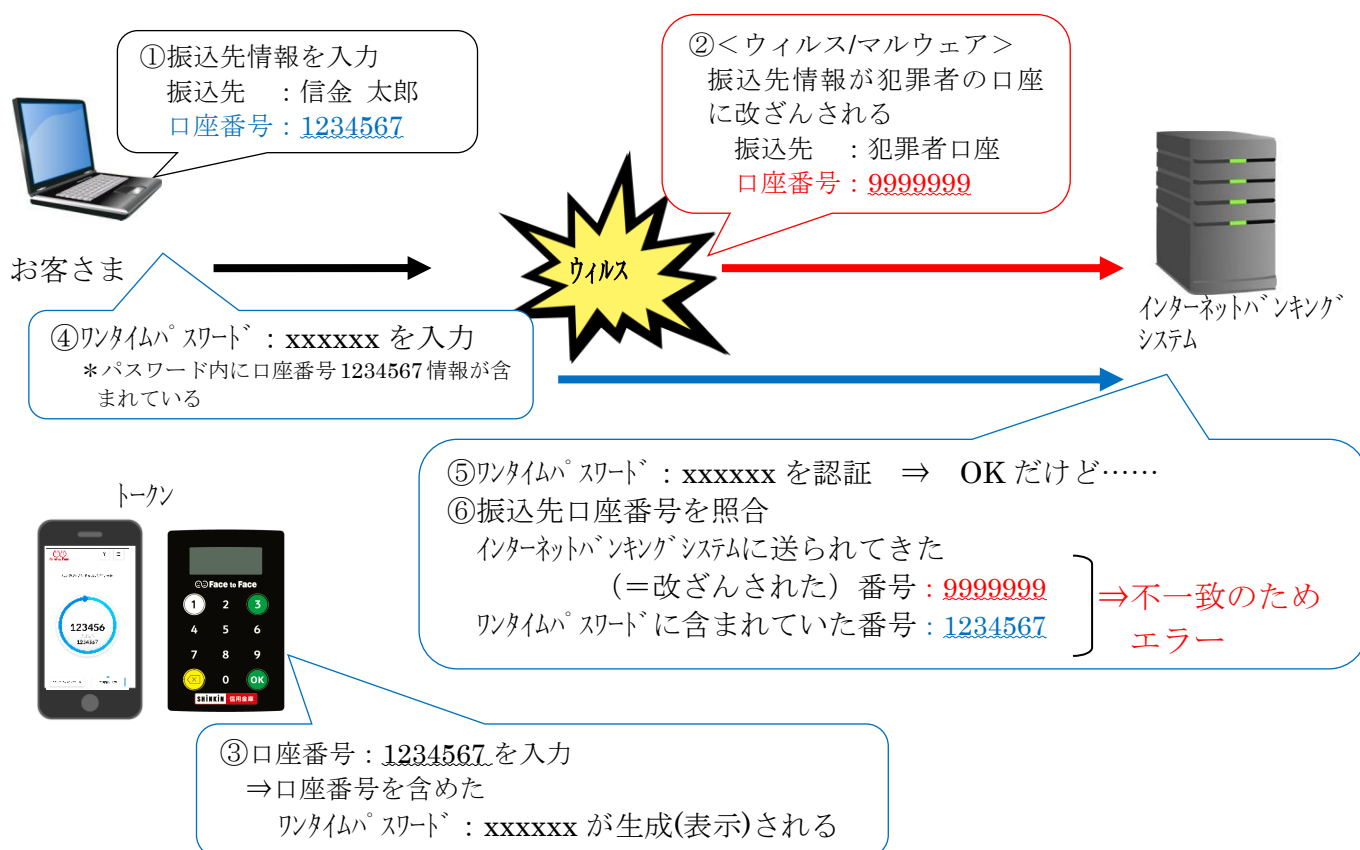 ①振込先情報を入力
振込先　：信金 太郎
口座番号：1234567
②＜ウィルス/マルウェア＞
振込先情報が犯罪者の口座
に改ざんされる
振込先　：犯罪者口座
口座番号：9999999
お客さま
ウィルス
インターネットバンキング
システム
④ワンタイムパスワード：xxxxxx を入力
＊パスワード内に口座番号 1234567 情報が含
まれている
⑤ワンタイムパスワード：xxxxxx を認証　⇒　OK だけど……
⑥振込先口座番号を照合
インターネットバンキングシステムに送られてきた
（＝改ざんされた）番号：9999999
ワンタイムパスワードに含まれていた番号：1234567
⇒不一致のため
エラー
トークン
123456
1234567
Face to Face
1 2 3
4 5 6
7 8 9
0 OK
SHiNKiN 信用金庫
③口座番号：1234567 を入力
⇒口座番号を含めた
ワンタイムパスワード：xxxxxx が生成(表示)される